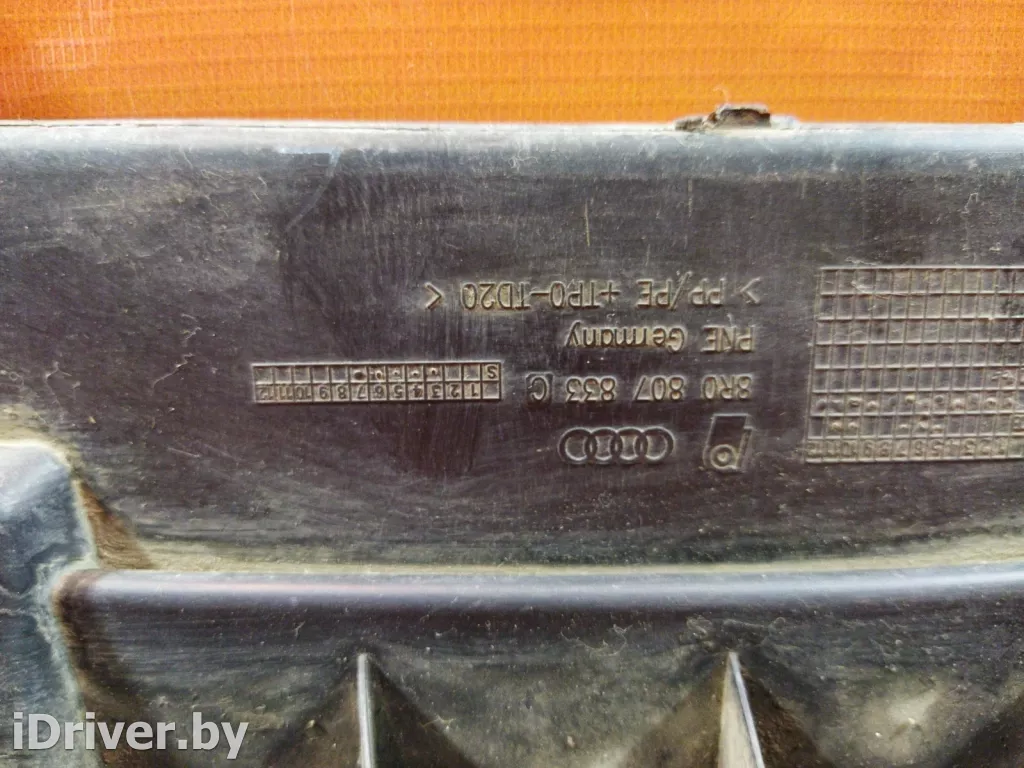 8R0 807 833 C
PNE Germany
> PP/PE +TPO-TD20 <
S 1 2 3 4 5 6 7 8 9 10 11 12
iDriver.by